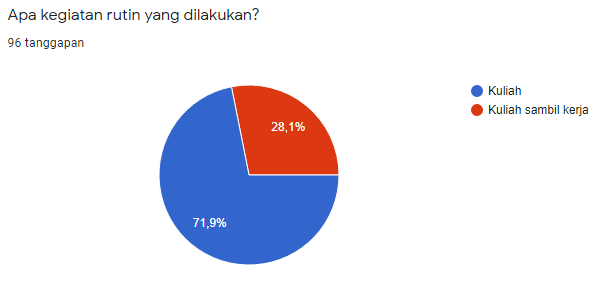 Apa kegiatan rutin yang dilakukan?
96 tanggapan
Kuliah
Kuliah sambil kerja
28,1%
71,9%